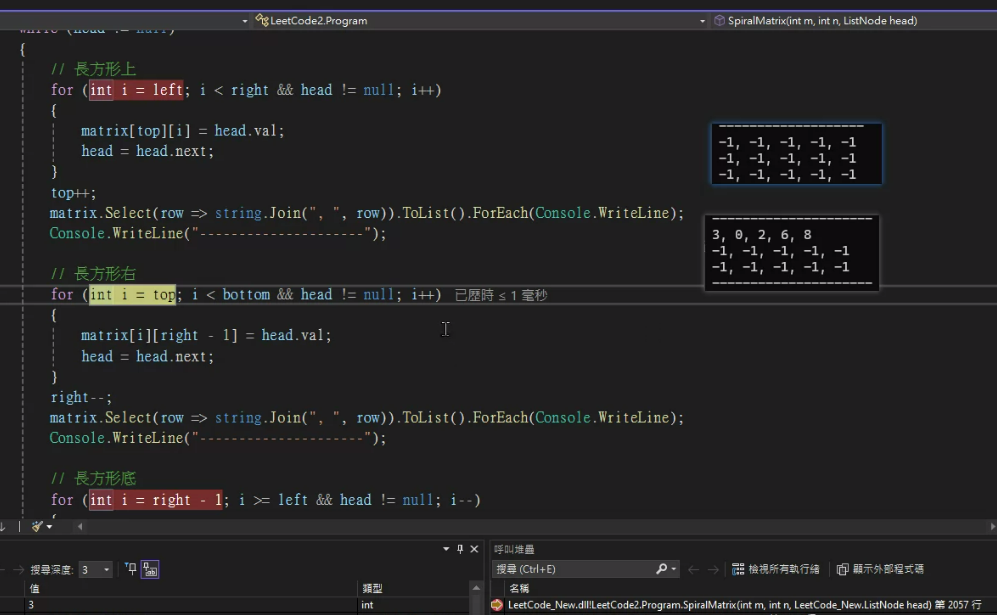 LeetCode2.Program
SpiralMatrix(int m, int n, ListNode head)
while (head != null)
{
// 長方形上
for (int i = left; i < right && head != null; i++)
{
matrix[top][i] = head.val;
head = head.next;
}
top++;
matrix.Select(row => string.Join(", ", row)).ToList().ForEach(Console.WriteLine);
Console.WriteLine("---------------------");
// 長方形右
for (int i = top; i < bottom && head != null; i++) 已歷時 ≤ 1 毫秒
{
matrix[i][right - 1] = head.val;
head = head.next;
}
right--;
matrix.Select(row => string.Join(", ", row)).ToList().ForEach(Console.WriteLine);
Console.WriteLine("---------------------");
// 長方形底
for (int i = right - 1; i >= left && head != null; i--)
---------------------
-1, -1, -1, -1, -1
-1, -1, -1, -1, -1
-1, -1, -1, -1, -1
---------------------
3, 0, 2, 6, 8
-1, -1, -1, -1, -1
-1, -1, -1, -1, -1
---------------------
搜尋深度: 3
值
類型
3
int
呼叫堆疊
搜尋 (Ctrl+E)
檢視所有執行緒
顯示外部程式碼
名稱
LeetCode_New.dll!LeetCode2.Program.SpiralMatrix(int m, int n, LeetCode_New.ListNode head) 第 2057 行